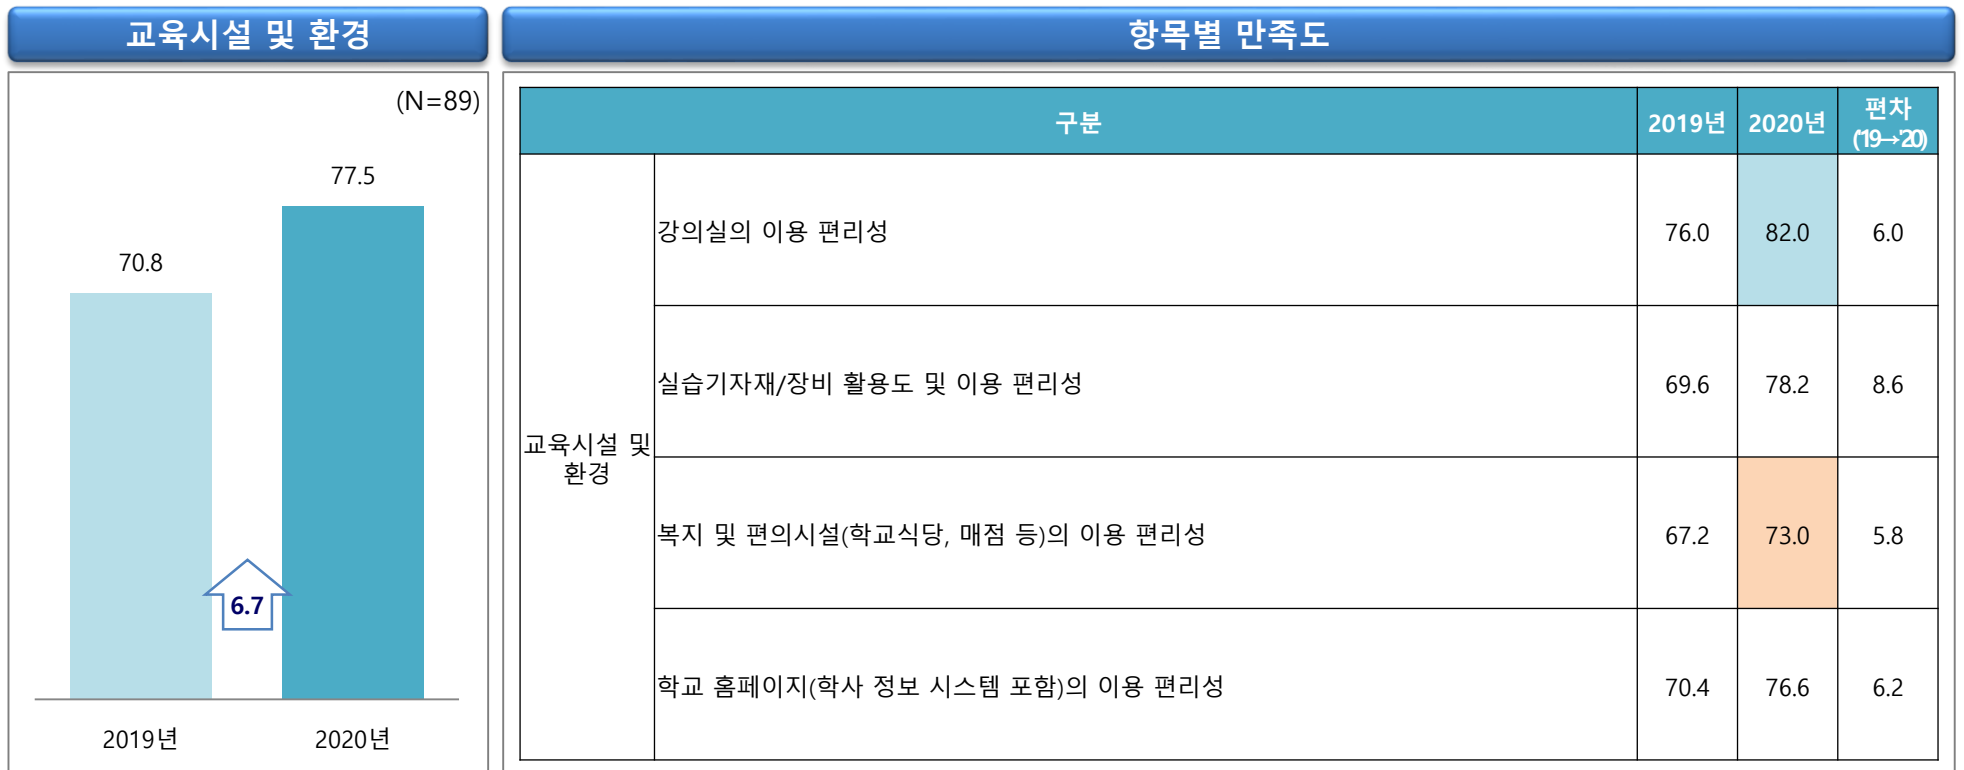 교육시설 및 환경
항목별 만족도
(N=89)
77.5
70.8
6.7
2019년
2020년
구분
2019년
2020년
편차
('19→'20)
교육시설 및
환경
강의실의 이용 편리성
76.0
82.0
6.0
실습기자재/장비 활용도 및 이용 편리성
69.6
78.2
8.6
복지 및 편의시설(학교식당, 매점 등)의 이용 편리성
67.2
73.0
5.8
학교 홈페이지(학사 정보 시스템 포함)의 이용 편리성
70.4
76.6
6.2